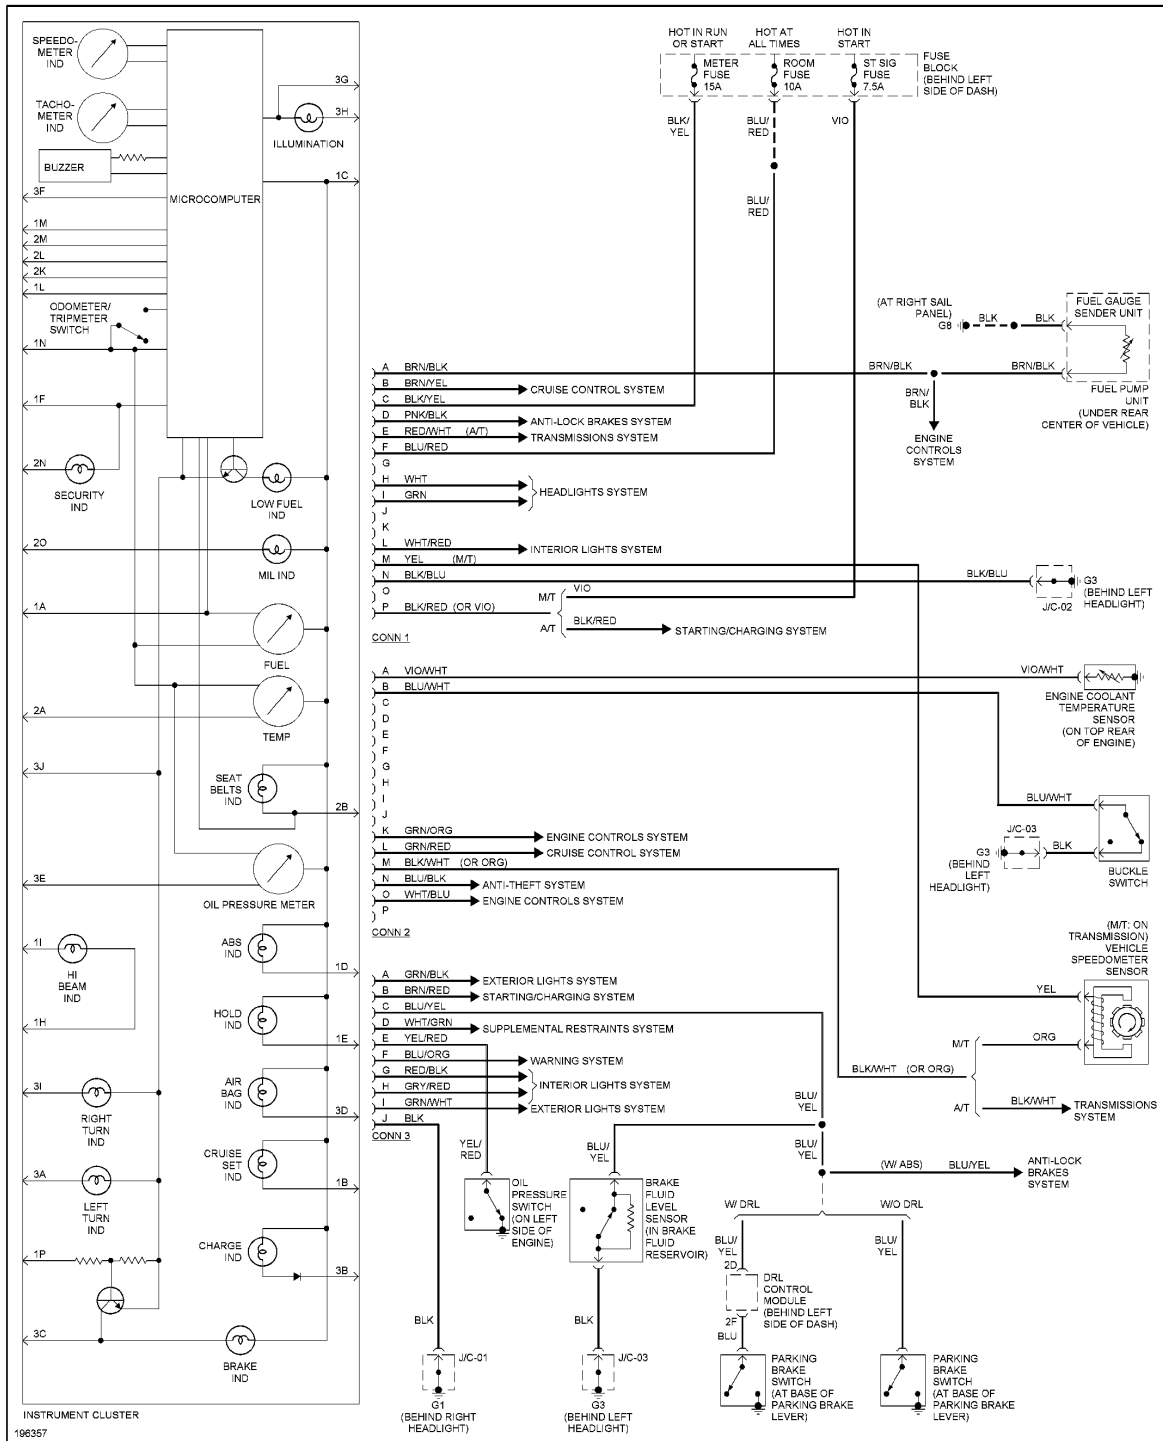 SPEEDO-
METER
IND
TACHO-
METER
IND
BUZZER
3F
1M
2M
2L
2K
1L
ODOMETER/
TRIPMETER
SWITCH
1N
1F
2N
SECURITY
IND
2O
1A
2A
3J
3E
1I
HI
BEAM
IND
1H
3I
RIGHT
TURN
IND
3A
LEFT
TURN
IND
1P
3C
MICROCOMPUTER
3G
3H
ILLUMINATION
1C
LOW FUEL
IND
MIL IND
FUEL
TEMP
SEAT
BELTS
IND
2B
OIL PRESSURE METER
ABS
IND
1D
HOLD
IND
1E
AIR
BAG
IND
3D
CRUISE
SET
IND
1B
CHARGE
IND
3B
BRAKE
IND
INSTRUMENT CLUSTER
196357
HOT IN RUN
OR START
HOT AT
ALL TIMES
HOT IN
START
METER
FUSE
15A
ROOM
FUSE
10A
ST SIG
FUSE
7.5A
FUSE
BLOCK
(BEHIND LEFT
SIDE OF DASH)
BLK/
YEL
BLU/
RED
VIO
BLU/
RED
(AT RIGHT SAIL
PANEL)
G8
BLK
BLK
FUEL GAUGE
SENDER UNIT
BRN/BLK
BRN/BLK
BRN/
BLK
ENGINE
CONTROLS
SYSTEM
FUEL PUMP
UNIT
(UNDER REAR
CENTER OF VEHICLE)
A BRN/BLK
B BRN/YEL CRUISE CONTROL SYSTEM
C BLK/YEL
D PNK/BLK ANTI-LOCK BRAKES SYSTEM
E RED/WHT (A/T) TRANSMISSIONS SYSTEM
F BLU/RED
G
H WHT
I GRN
HEADLIGHTS SYSTEM
J
K
L WHT/RED INTERIOR LIGHTS SYSTEM
M YEL (M/T)
N BLK/BLU
O
P BLK/RED (OR VIO)
CONN 1
M/T VIO
A/T BLK/RED STARTING/CHARGING SYSTEM
BLK/BLU
J/C-02
G3
(BEHIND LEFT
HEADLIGHT)
A VIO/WHT
B BLU/WHT
C
D
E
F
G
H
I
J
K GRN/ORG ENGINE CONTROLS SYSTEM
L GRN/RED CRUISE CONTROL SYSTEM
M BLK/WHT (OR ORG)
N BLU/BLK ANTI-THEFT SYSTEM
O WHT/BLU ENGINE CONTROLS SYSTEM
P
CONN 2
VIO/WHT
ENGINE COOLANT
TEMPERATURE
SENSOR
(ON TOP REAR
OF ENGINE)
BLU/WHT
J/C-03
G3
(BEHIND
LEFT
HEADLIGHT)
BLK
BUCKLE
SWITCH
A GRN/BLK EXTERIOR LIGHTS SYSTEM
B BRN/RED STARTING/CHARGING SYSTEM
C BLU/YEL
D WHT/GRN SUPPLEMENTAL RESTRAINTS SYSTEM
E YEL/RED
F BLU/ORG WARNING SYSTEM
G RED/BLK
H GRY/RED
INTERIOR LIGHTS SYSTEM
I GRN/WHT EXTERIOR LIGHTS SYSTEM
J BLK
CONN 3
(M/T: ON
TRANSMISSION)
VEHICLE
SPEEDOMETER
SENSOR
YEL
M/T ORG
BLK/WHT (OR ORG)
A/T BLK/WHT
TRANSMISSIONS
SYSTEM
YEL/
RED
BLU/
YEL
BLU/
YEL
BLU/
YEL
(W/ ABS) BLU/YEL
ANTI-LOCK
BRAKES
SYSTEM
OIL
PRESSURE
SWITCH
(ON LEFT
SIDE OF
ENGINE)
BRAKE
FLUID
LEVEL
SENSOR
(IN BRAKE
FLUID
RESERVOIR)
W/ DRL
W/O DRL
BLU/
YEL
2D
BLU/
YEL
DRL
CONTROL
MODULE
(BEHIND LEFT
SIDE OF DASH)
2F
BLU
BLK
J/C-01
G1
(BEHIND RIGHT
HEADLIGHT)
BLK
J/C-03
G3
(BEHIND LEFT
HEADLIGHT)
PARKING
BRAKE
SWITCH
(AT BASE OF
PARKING BRAKE
LEVER)
PARKING
BRAKE
SWITCH
(AT BASE OF
PARKING BRAKE
LEVER)